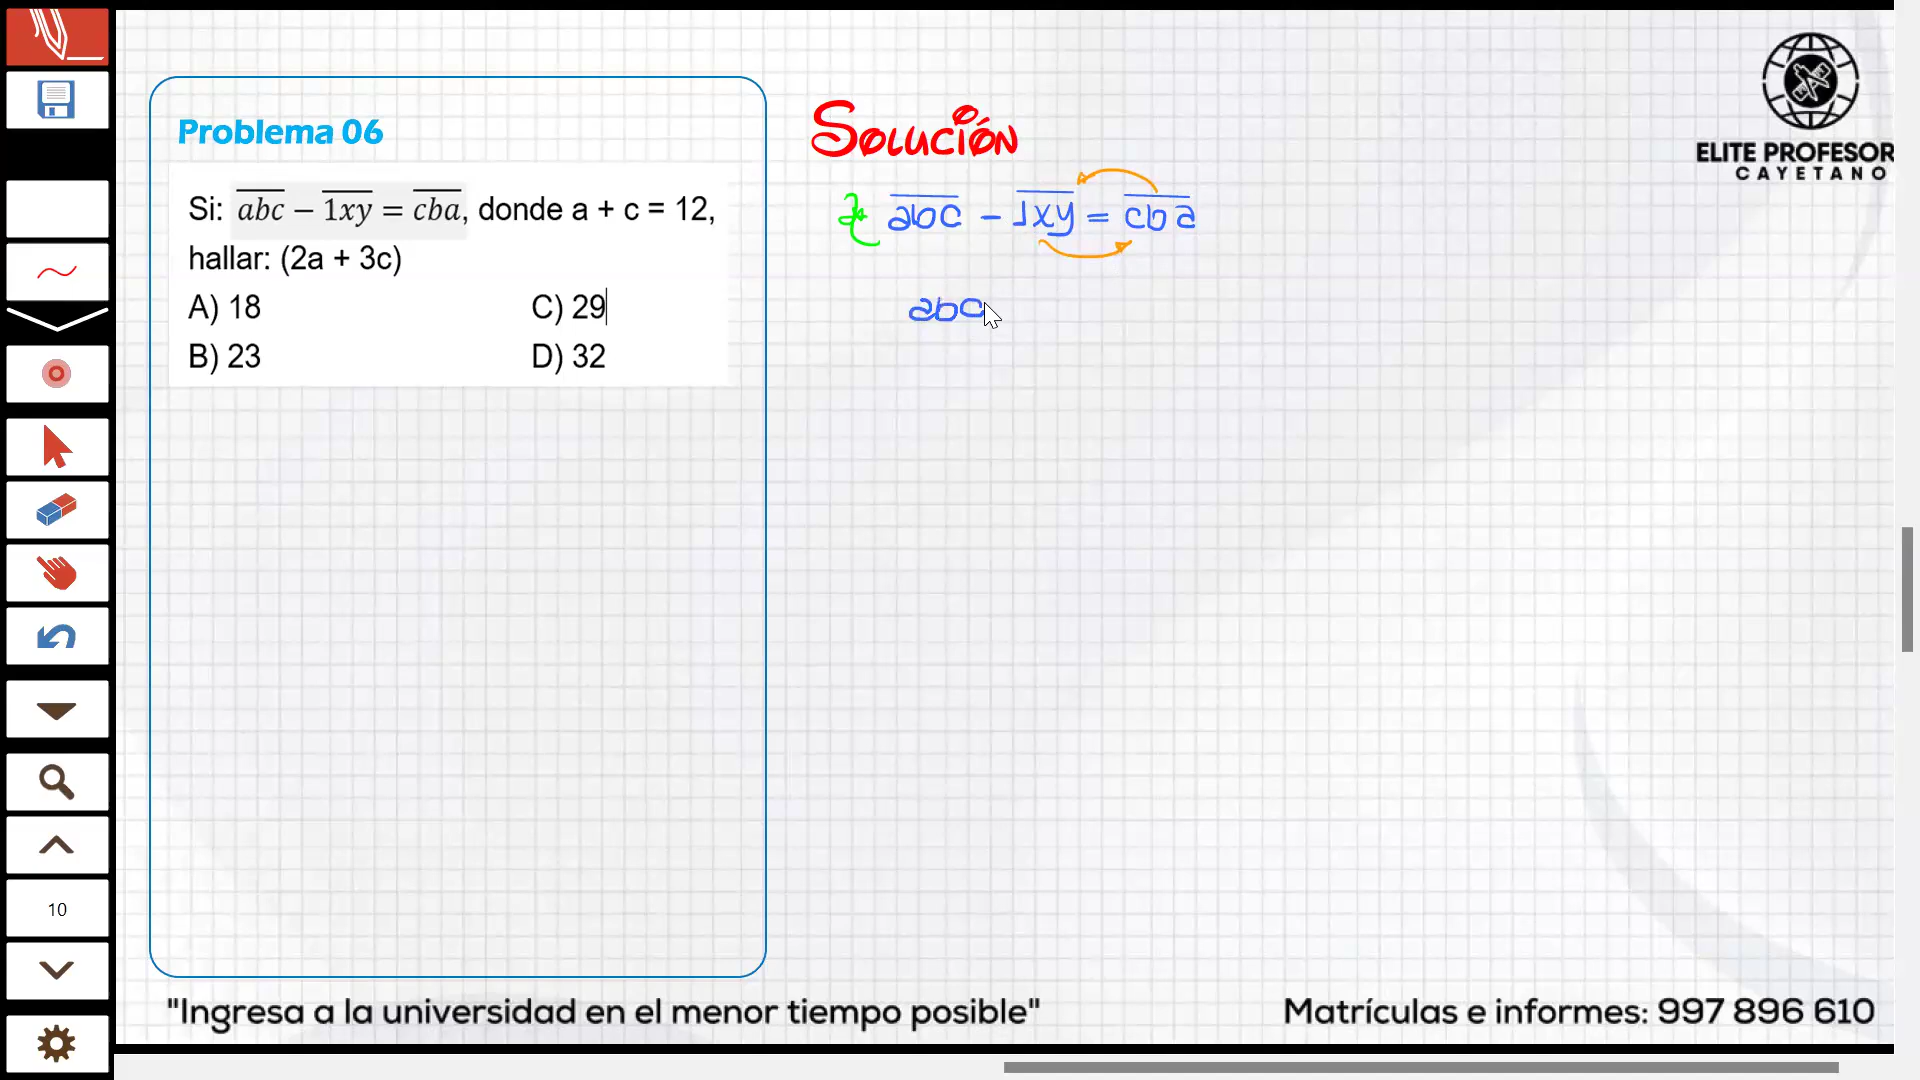 Problema 06
Si: abc − 1xy = cba, donde a + c = 12,
hallar: (2a + 3c)
A) 18
C) 29
B) 23
D) 32
SOLUCIÓN
abc − 1xy = cba
abc
ELITE PROFESOR
CAYETANO
10
"Ingresa a la universidad en el menor tiempo posible"
Matrículas e informes: 997 896 610